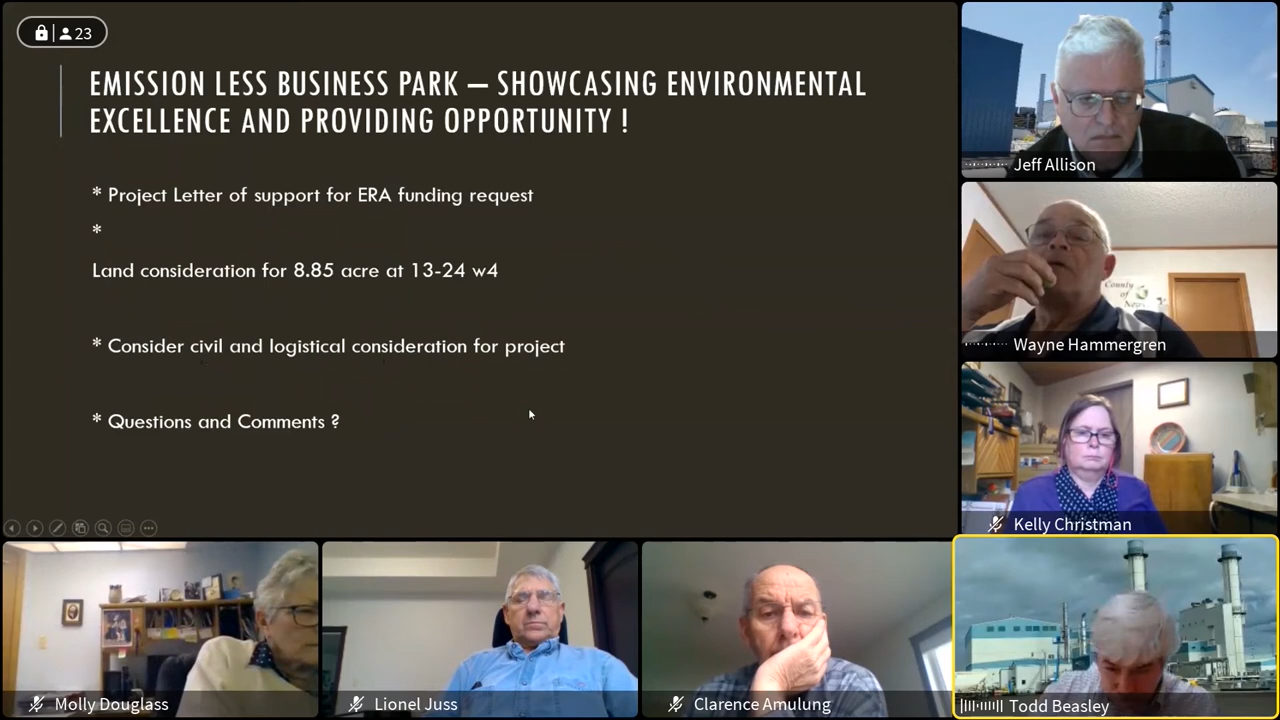 23
EMISSION LESS BUSINESS PARK – SHOWCASING ENVIRONMENTAL
EXCELLENCE AND PROVIDING OPPORTUNITY !
* Project Letter of support for ERA funding request
*
Land consideration for 8.85 acre at 13-24 w4
* Consider civil and logistical consideration for project
* Questions and Comments ?
Jeff Allison
County
of
Wayne Hammergren
Kelly Christman
Molly Douglass
Lionel Juss
Clarence Amulung
Todd Beasley